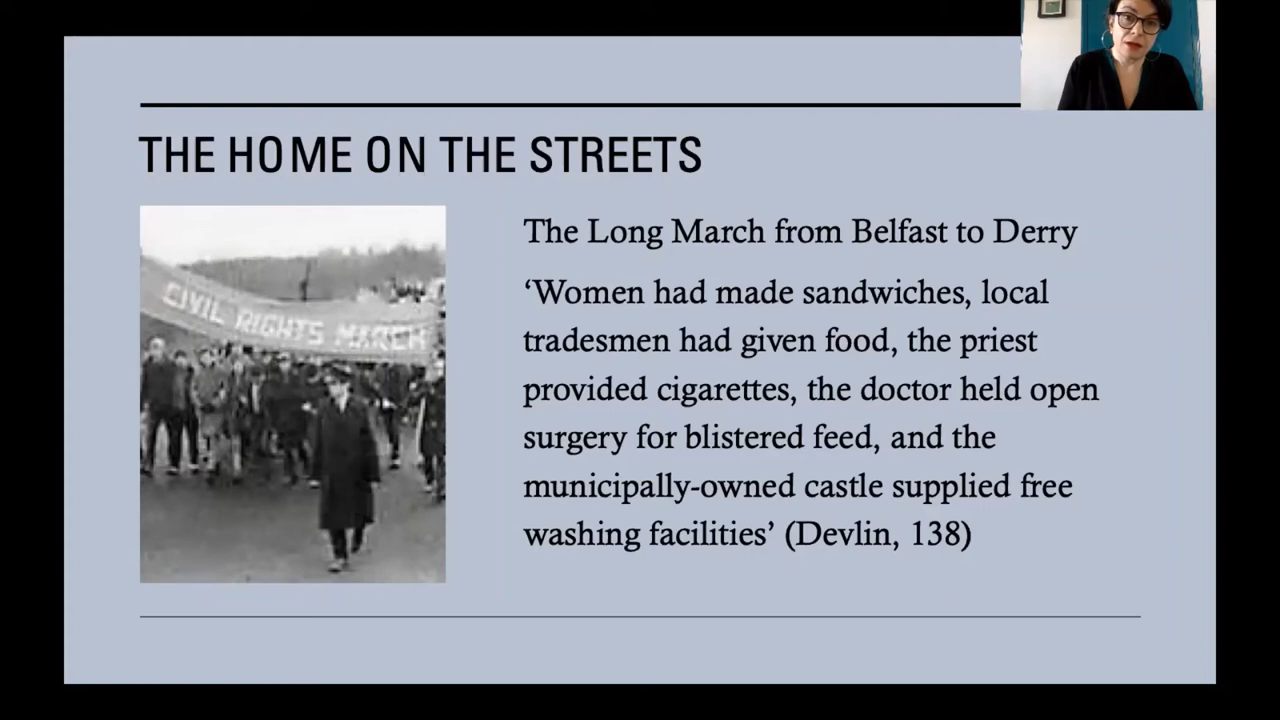 THE HOME ON THE STREETS
CIVIL RIGHTS MARCH
The Long March from Belfast to Derry
‘Women had made sandwiches, local
tradesmen had given food, the priest
provided cigarettes, the doctor held open
surgery for blistered feed, and the
municipally-owned castle supplied free
washing facilities’ (Devlin, 138)